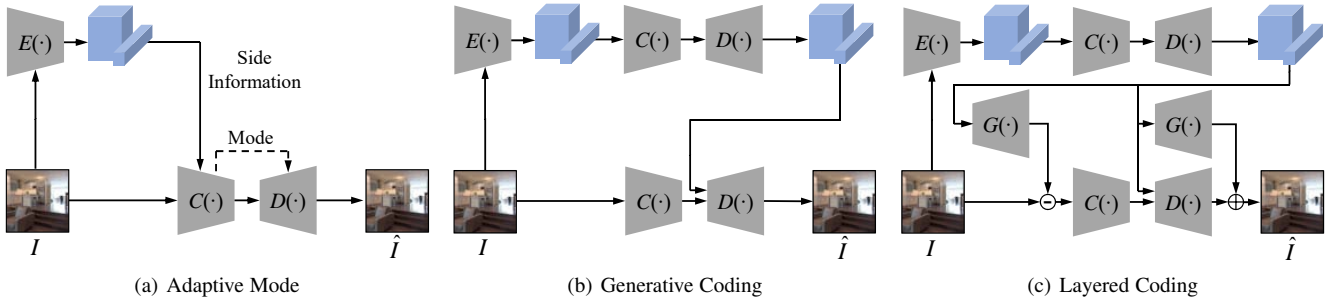 E(·)
Side
Information
Mode
C(·)
D(·)
I
Î
(a) Adaptive Mode
E(·)
C(·)
D(·)
C(·)
D(·)
I
Î
(b) Generative Coding
E(·)
C(·)
D(·)
G(·)
G(·)
-
C(·)
D(·)
+
I
Î
(c) Layered Coding